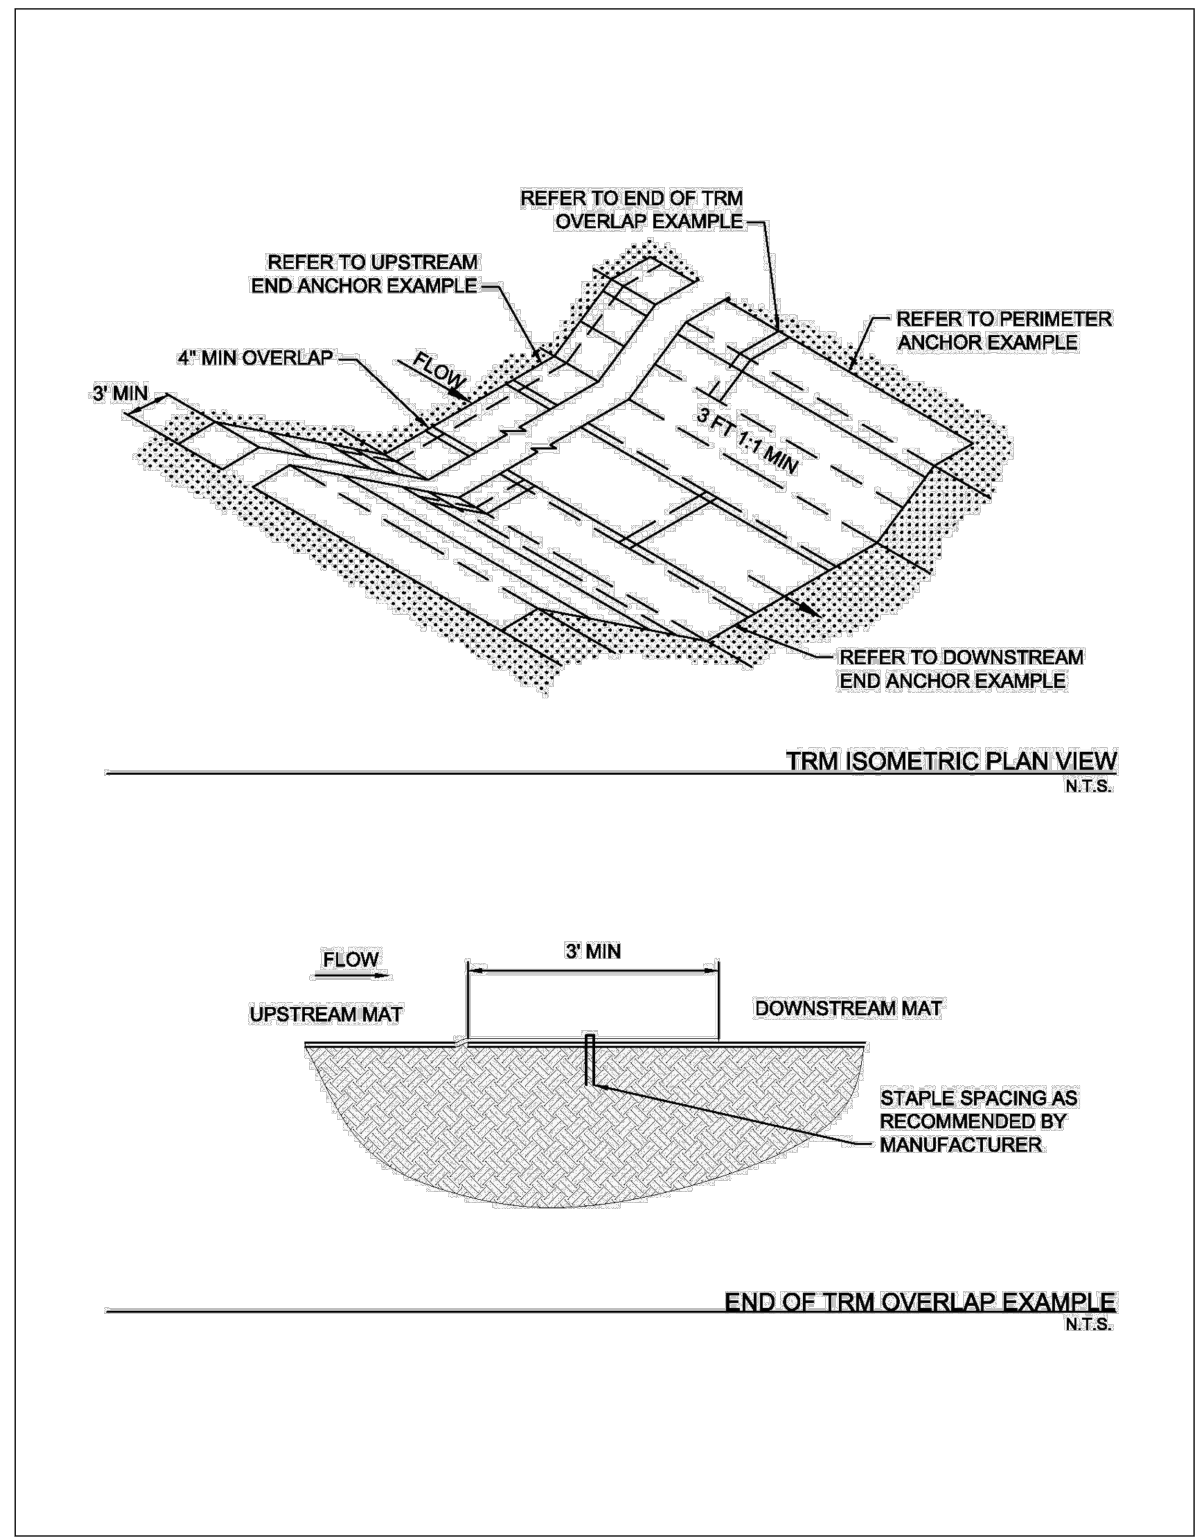 REFER TO END OF TRM
OVERLAP EXAMPLE
REFER TO UPSTREAM
END ANCHOR EXAMPLE
REFER TO PERIMETER
ANCHOR EXAMPLE
4" MIN OVERLAP
FLOW
3' MIN
3 FT 1:1 MIN
REFER TO DOWNSTREAM
END ANCHOR EXAMPLE
TRM ISOMETRIC PLAN VIEW
N.T.S.
3' MIN
FLOW
UPSTREAM MAT
DOWNSTREAM MAT
STAPLE SPACING AS
RECOMMENDED BY
MANUFACTURER
END OF TRM OVERLAP EXAMPLE
N.T.S.